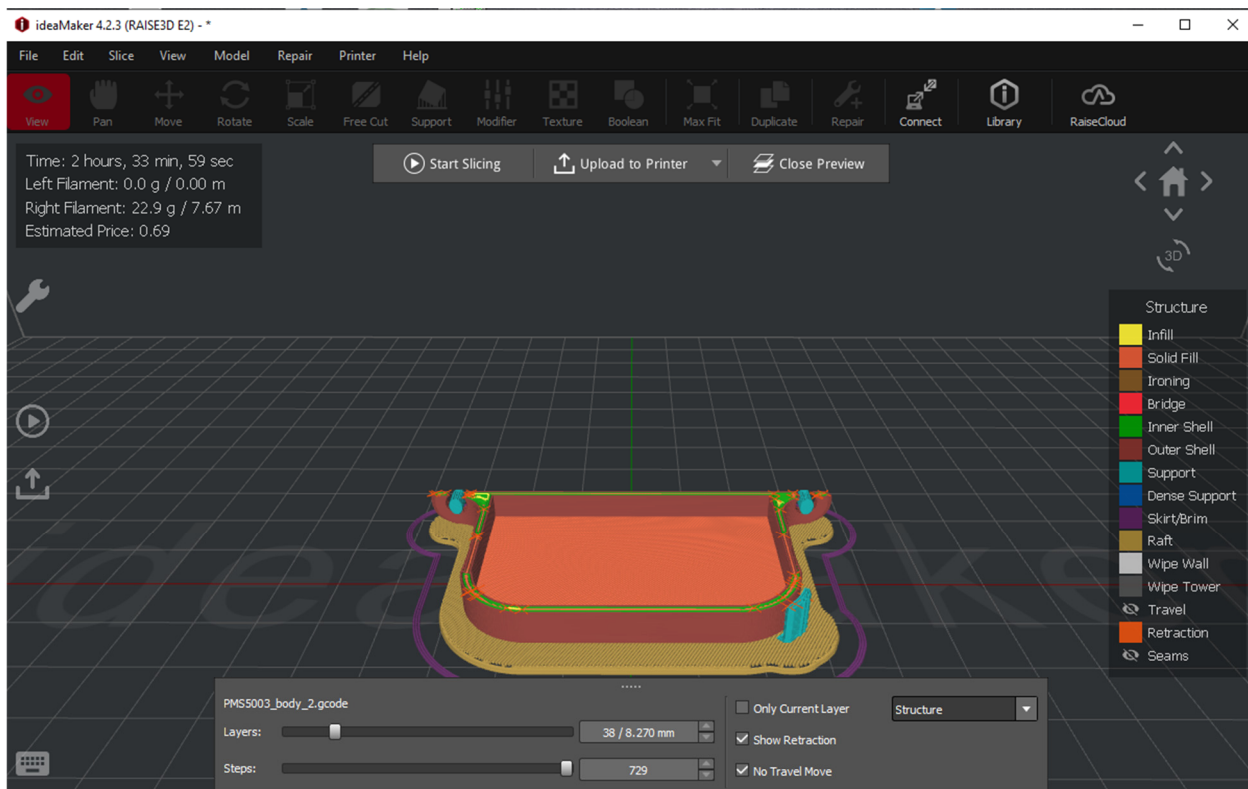 ideaMaker 4.2.3 (RAISE3D E2) - *
File Edit Slice View Model Repair Printer Help
View Pan Move Rotate Scale Free Cut Support Modifier Texture Boolean Max Fit Duplicate Repair Connect Library RaiseCloud
Time: 2 hours, 33 min, 59 sec
Left Filament: 0.0 g / 0.00 m
Right Filament: 22.9 g / 7.67 m
Estimated Price: 0.69
Start Slicing Upload to Printer Close Preview
3D
Structure
Infill
Solid Fill
Ironing
Bridge
Inner Shell
Outer Shell
Support
Dense Support
Skirt/Brim
Raft
Wipe Wall
Wipe Tower
Travel
Retraction
Seams
ideaMaker
PMS5003_body_2.gcode
Layers: 38 / 8.270 mm
Steps: 729
Only Current Layer Structure
Show Retraction
No Travel Move